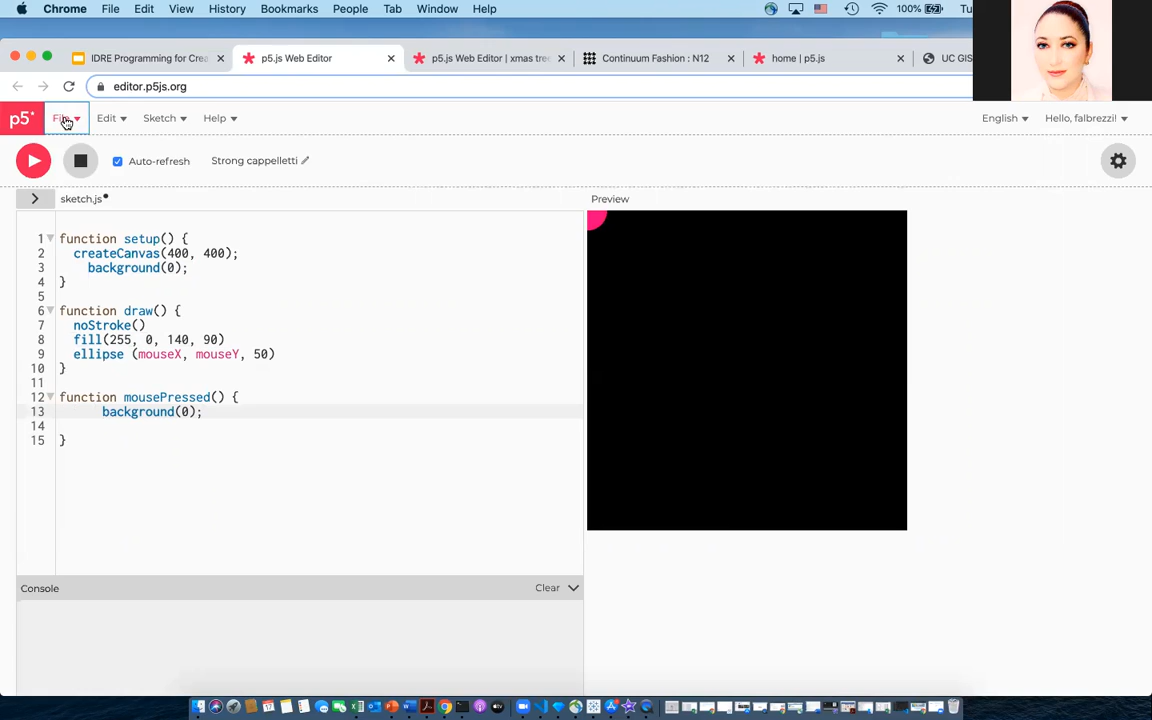 Chrome File Edit View History Bookmarks People Tab Window Help 100% Tu
IDRE Programming for Crea × p5.js Web Editor × p5.js Web Editor | xmas tree × Continuum Fashion : N12 × home | p5.js × UC GIS
editor.p5js.org
p5* File Edit Sketch Help English Hello, falbrezzi!
Auto-refresh Strong cappelletti
sketch.js Preview
1 function setup() {
2 createCanvas(400, 400);
3 background(0);
4 }
5
6 function draw() {
7 noStroke()
8 fill(255, 0, 140, 90)
9 ellipse (mouseX, mouseY, 50)
10 }
11
12 function mousePressed() {
13 background(0);
14
15 }
Console Clear